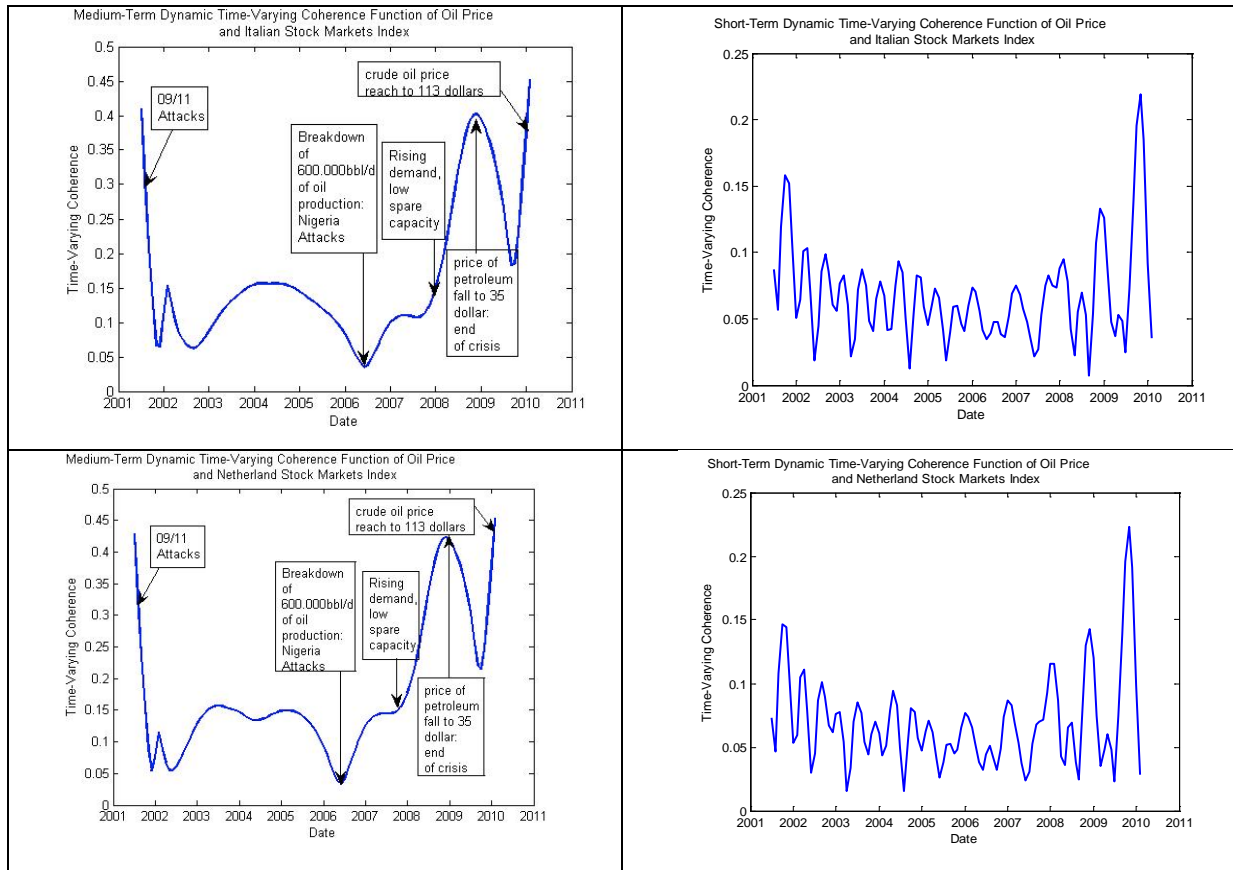 Medium-Term Dynamic Time-Varying Coherence Function of Oil Price
and Italian Stock Markets Index
0.5
0.45
0.4
0.35
0.3
0.25
0.2
0.15
0.1
0.05
0
Time-Varying Coherence
09/11
Attacks
Breakdown
of
600.000bbl/d
of oil
production:
Nigeria
Attacks
Rising
demand,
low
spare
capacity
crude oil price
reach to 113 dollars
price of
petroleum
fall to 35
dollar:
end
of crisis
2001 2002 2003 2004 2005 2006 2007 2008 2009 2010 2011
Date
Short-Term Dynamic Time-Varying Coherence Function of Oil Price
and Italian Stock Markets Index
0.25
0.2
0.15
0.1
0.05
0
Time-Varying Coherence
2001 2002 2003 2004 2005 2006 2007 2008 2009 2010 2011
Date
Medium-Term Dynamic Time-Varying Coherence Function of Oil Price
and Netherland Stock Markets Index
0.5
0.45
0.4
0.35
0.3
0.25
0.2
0.15
0.1
0.05
0
Time-Varying Coherence
09/11
Attacks
Breakdown
of
600.000bbl/d
of oil
production:
Nigeria
Attacks
Rising
demand,
low
spare
capacity
crude oil price
reach to 113 dollars
price of
petroleum
fall to 35
dollar:
end
of crisis
2001 2002 2003 2004 2005 2006 2007 2008 2009 2010 2011
Date
Short-Term Dynamic Time-Varying Coherence Function of Oil Price
and Netherland Stock Markets Index
0.25
0.2
0.15
0.1
0.05
0
Time-Varying Coherence
2001 2002 2003 2004 2005 2006 2007 2008 2009 2010 2011
Date